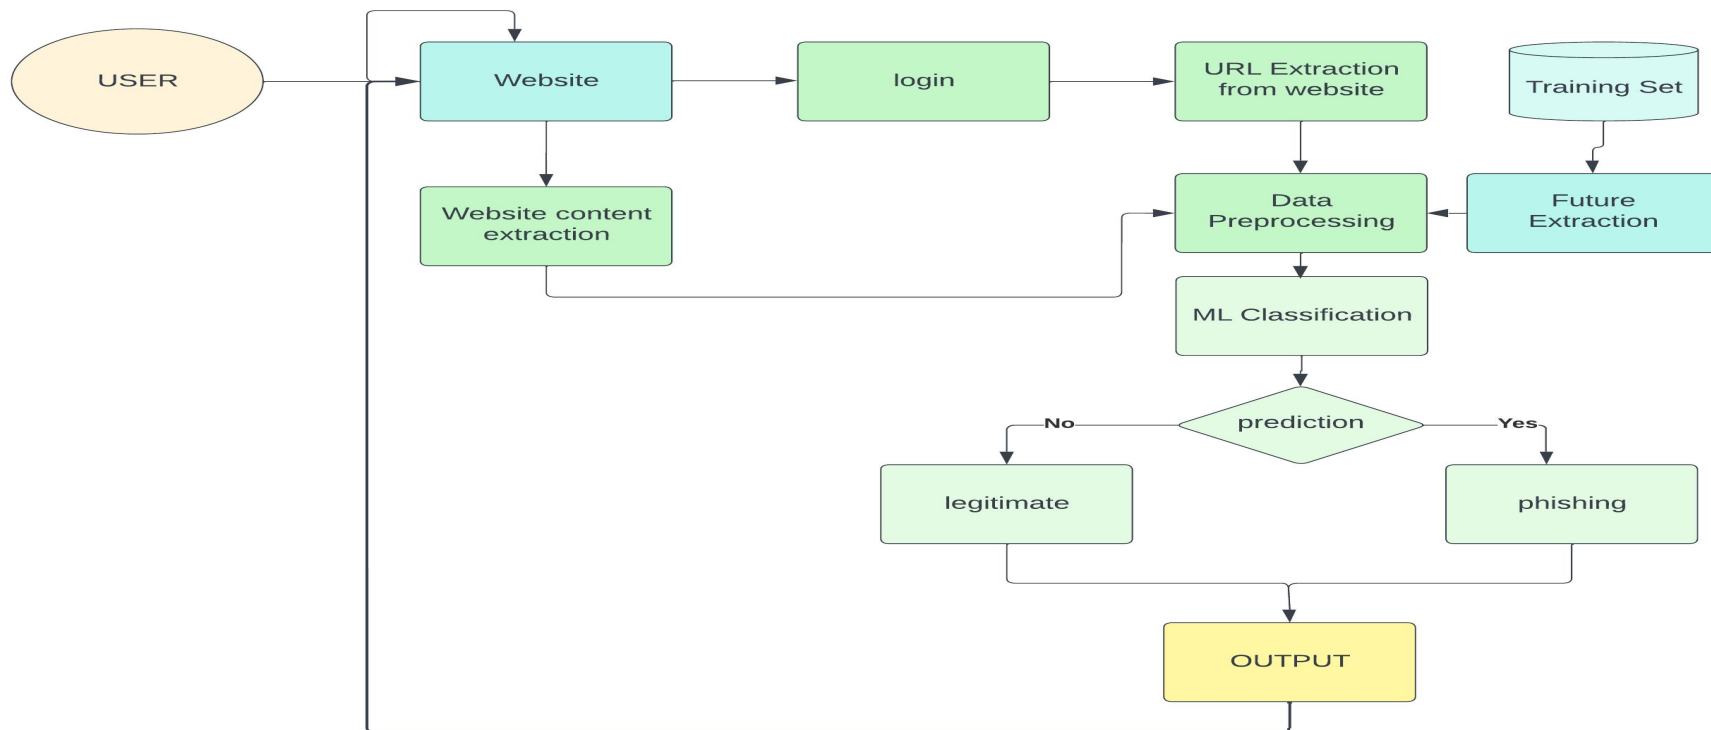 USER
Website
login
URL Extraction
from website
Training Set
Website content
extraction
Data
Preprocessing
Future
Extraction
ML Classification
prediction
No
Yes
legitimate
phishing
OUTPUT